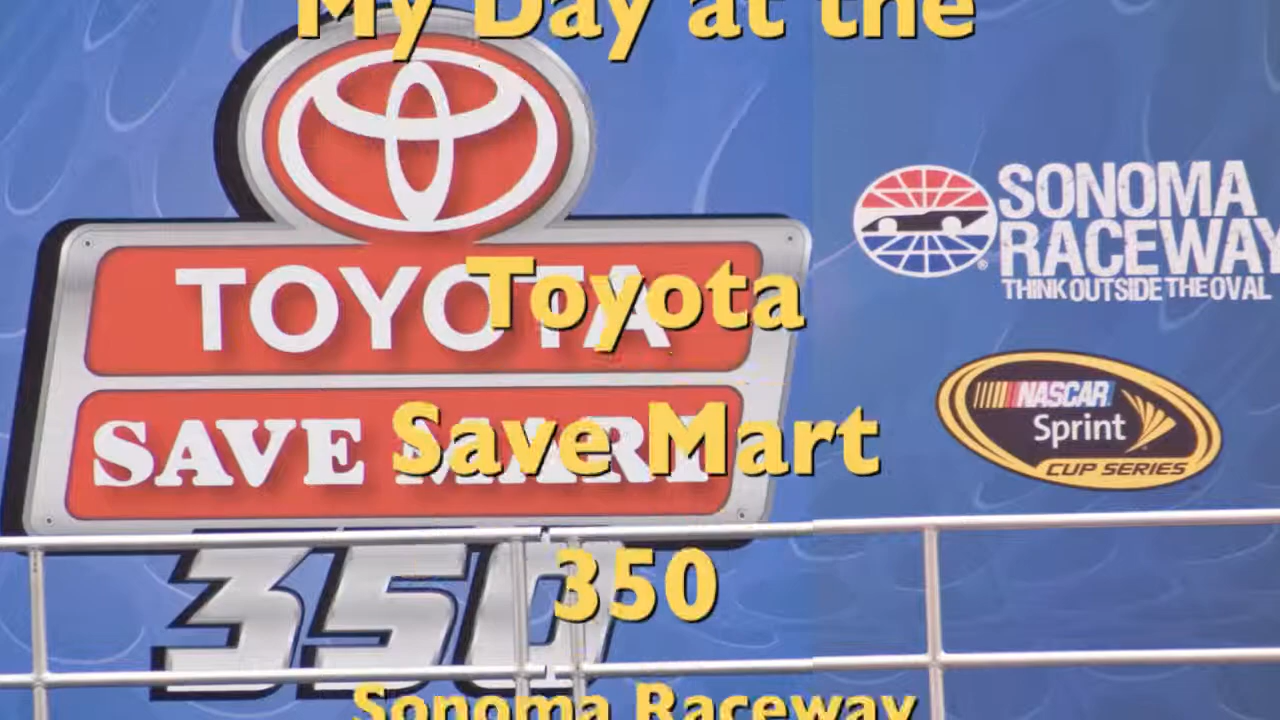 My Day at the
TOYOTA
Toyota
SAVE MART
Save Mart
350
350
Sonoma Raceway
SONOMA
RACEWAY
THINK OUTSIDE THE OVAL
NASCAR
Sprint
CUP SERIES